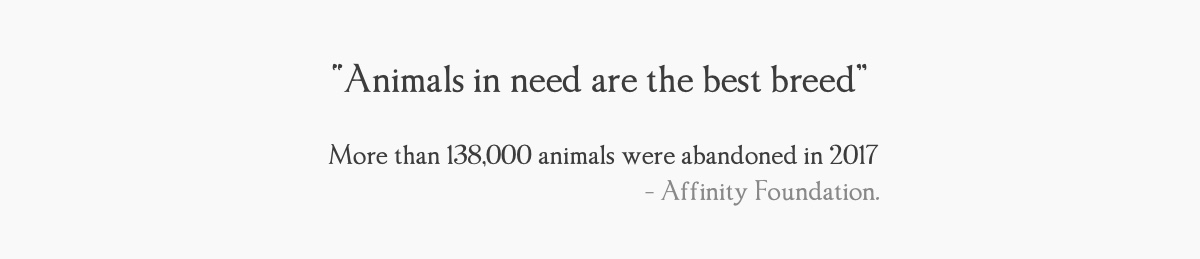 "Animals in need are the best breed"
More than 138,000 animals were abandoned in 2017
- Affinity Foundation.